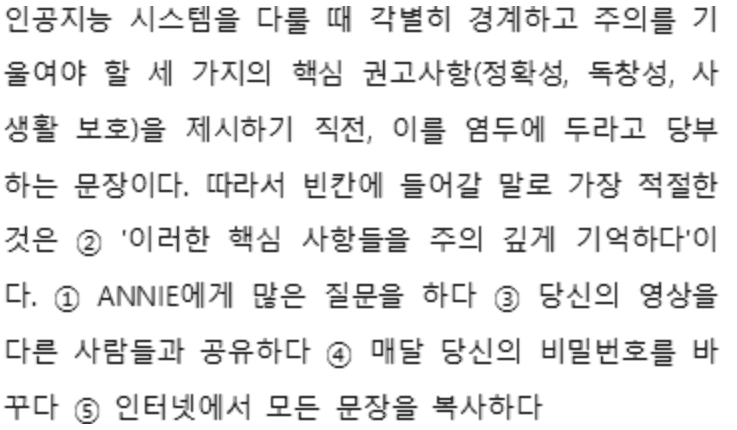 인공지능 시스템을 다룰 때 각별히 경계하고 주의를 기
울여야 할 세 가지의 핵심 권고사항(정확성, 독창성, 사
생활 보호)을 제시하기 직전, 이를 염두에 두라고 당부
하는 문장이다. 따라서 빈칸에 들어갈 말로 가장 적절한
것은 ② '이러한 핵심 사항들을 주의 깊게 기억하다'이
다. ① ANNIE에게 많은 질문을 하다 ③ 당신의 영상을
다른 사람들과 공유하다 ④ 매달 당신의 비밀번호를 바
꾸다 ⑤ 인터넷에서 모든 문장을 복사하다